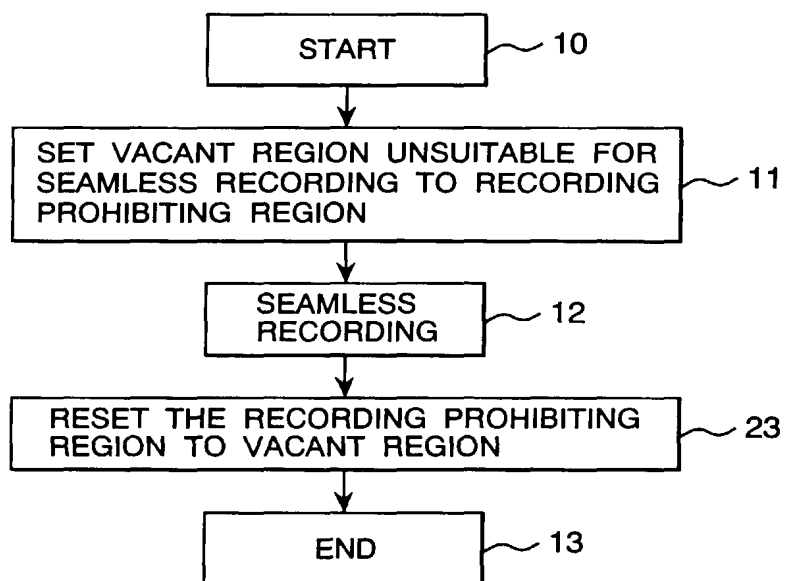 START
10
SET VACANT REGION UNSUITABLE FOR
SEAMLESS RECORDING TO RECORDING
PROHIBITING REGION
11
SEAMLESS
RECORDING
12
RESET THE RECORDING PROHIBITING
REGION TO VACANT REGION
23
END
13